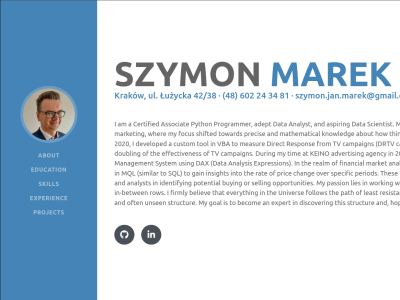 SZYMON MAREK
Kraków, ul. Łużycka 42/38 · (48) 602 24 34 81 · szymon.jan.marek@gmail.c
ABOUT
EDUCATION
SKILLS
EXPERIENCE
PROJECTS
I am a Certified Associate Python Programmer, adept Data Analyst, and aspiring Data Scientist. M
marketing, where my focus shifted towards precise and mathematical knowledge about how thin
2020, I developed a custom tool in VBA to measure Direct Response from TV campaigns (DRTV ca
doubling of the effectiveness of TV campaigns. During my time at KEINO advertising agency in 20
Management System using DAX (Data Analysis Expressions). In the realm of financial market anal
in MQL (similar to SQL) to gain insights into the rate of price change over specific periods. These
and analysts in identifying potential buying or selling opportunities. My passion lies in working w
in-between rows. I firmly believe that everything in the Universe follows the path of least resistan
and often unseen structure. My goal is to become an expert in discovering this structure and, hop